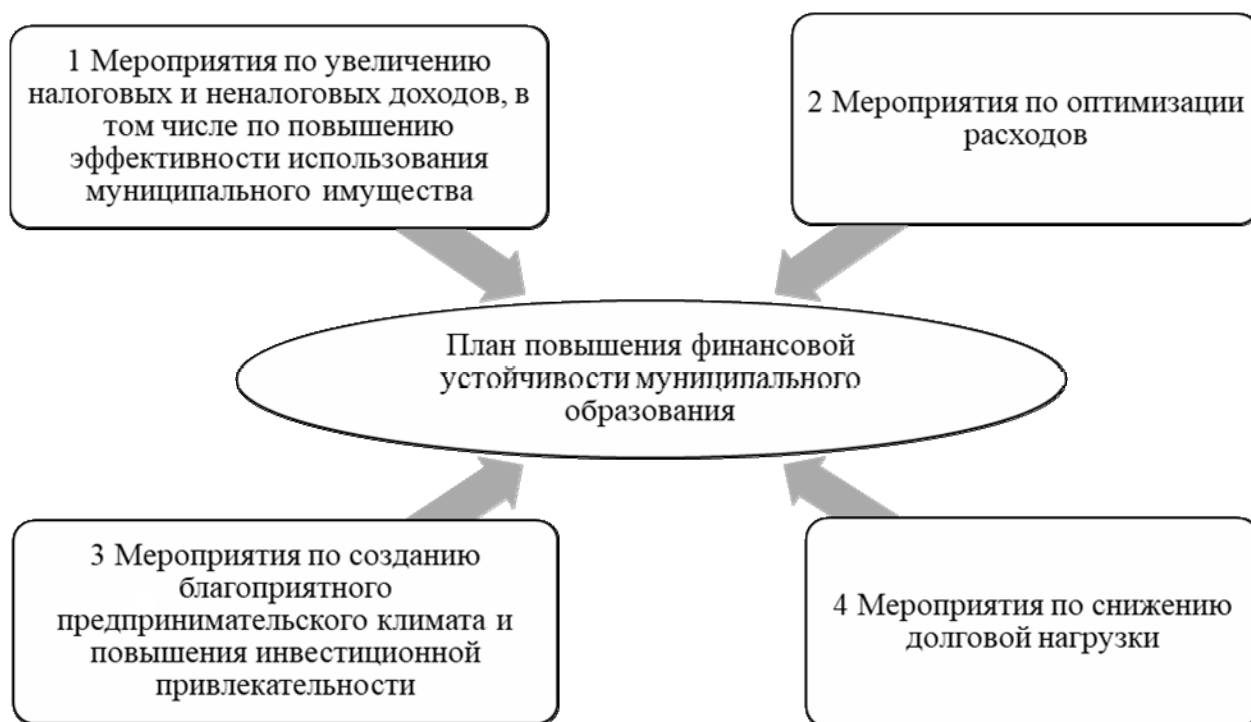 1 Мероприятия по увеличению
налоговых и неналоговых доходов, в
том числе по повышению
эффективности использования
муниципального имущества
2 Мероприятия по оптимизации
расходов
План повышения финансовой
устойчивости муниципального
образования
3 Мероприятия по созданию
благоприятного
предпринимательского климата и
повышения инвестиционной
привлекательности
4 Мероприятия по снижению
долговой нагрузки